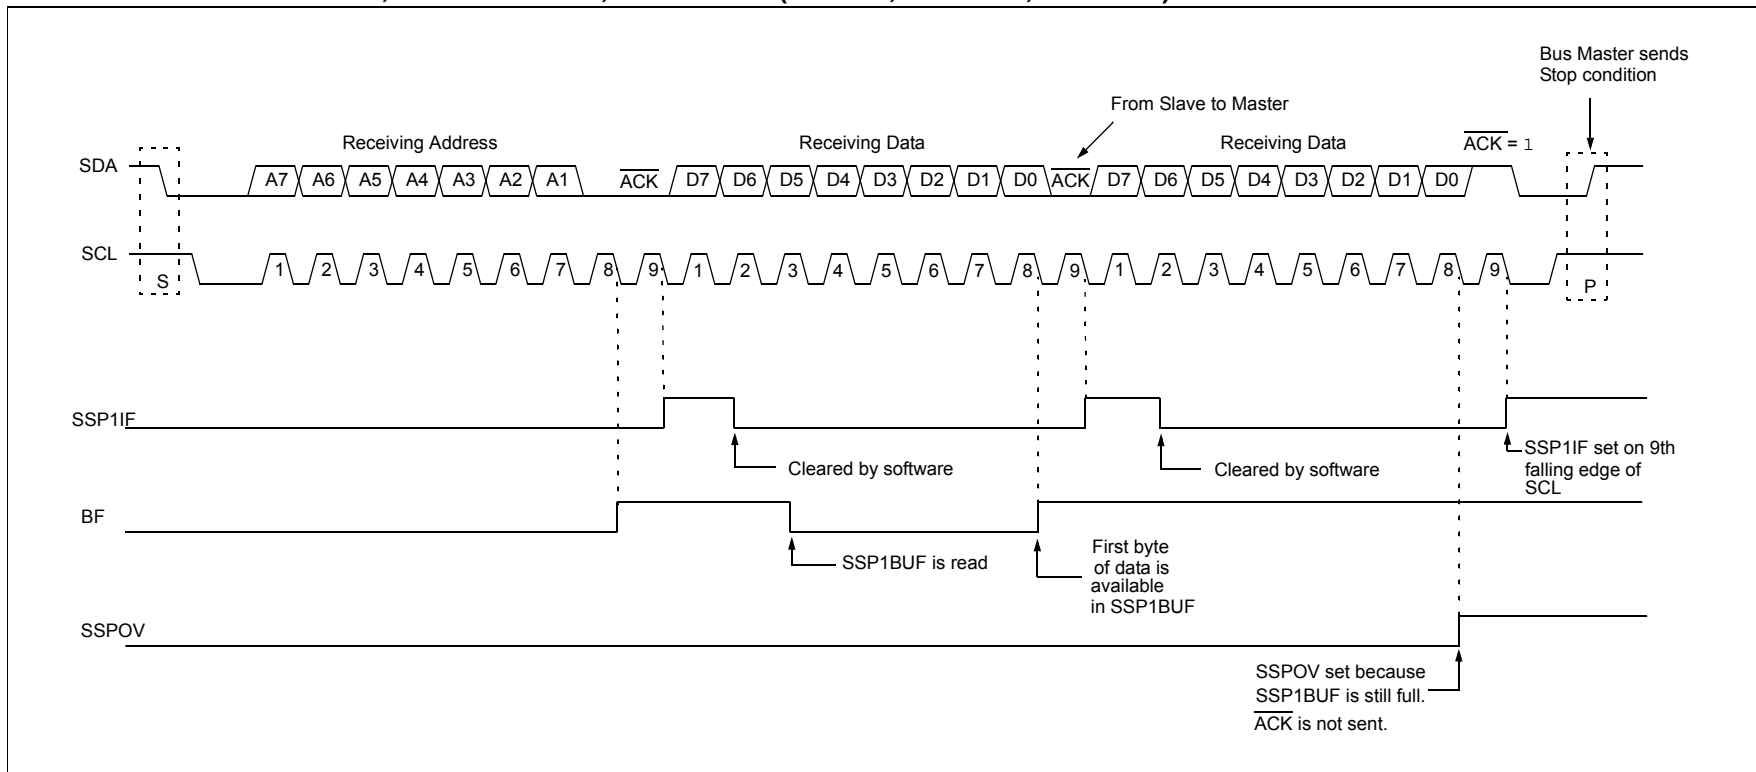 Bus Master sends
Stop condition
From Slave to Master
Receiving Address
Receiving Data
Receiving Data
ACK = 1
SDA
A7 A6 A5 A4 A3 A2 A1 ACK D7 D6 D5 D4 D3 D2 D1 D0 ACK D7 D6 D5 D4 D3 D2 D1 D0
SCL
S 1 2 3 4 5 6 7 8 9 1 2 3 4 5 6 7 8 9 1 2 3 4 5 6 7 8 9 P
SSP1IF
Cleared by software
Cleared by software
SSP1IF set on 9th
falling edge of
SCL
BF
SSP1BUF is read
First byte
of data is
available
in SSP1BUF
SSPOV
SSPOV set because
SSP1BUF is still full.
ACK is not sent.